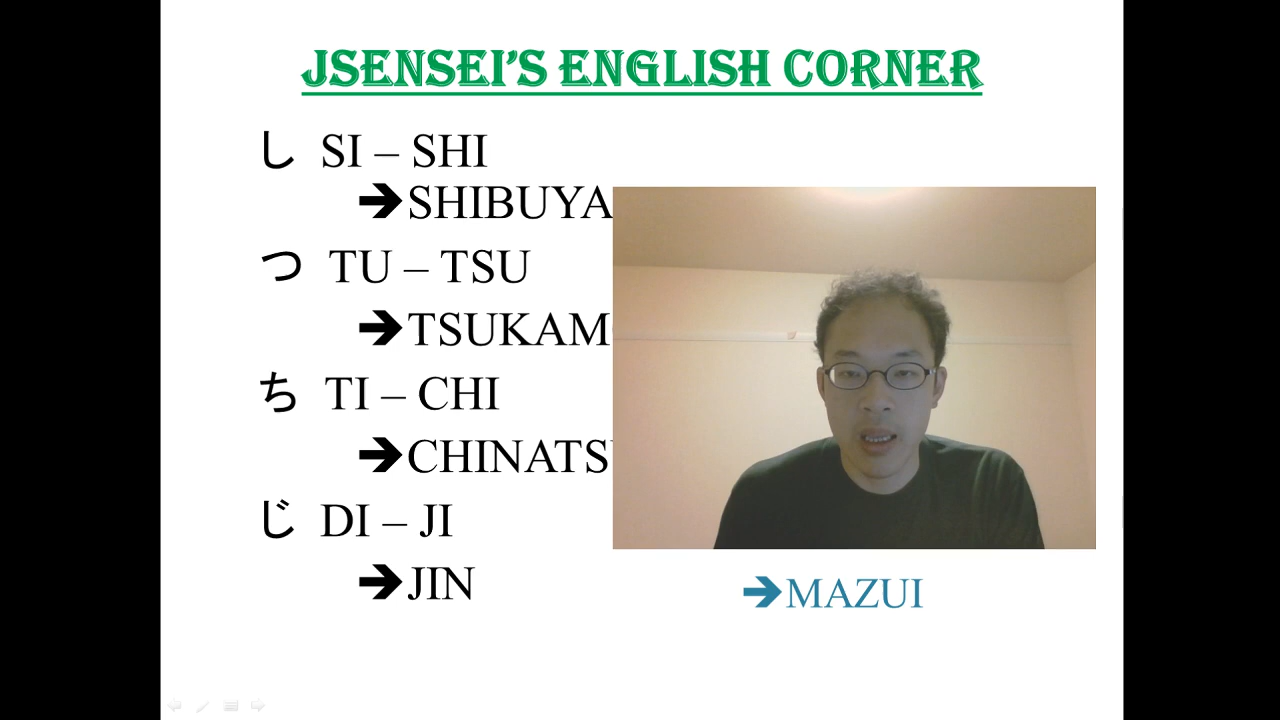 JSENSEI'S ENGLISH CORNER
し SI – SHI
➔SHIBUYA
つ TU – TSU
➔TSUKAM
ち TI – CHI
➔CHINATS
じ DI – JI
➔JIN
➔MAZUI